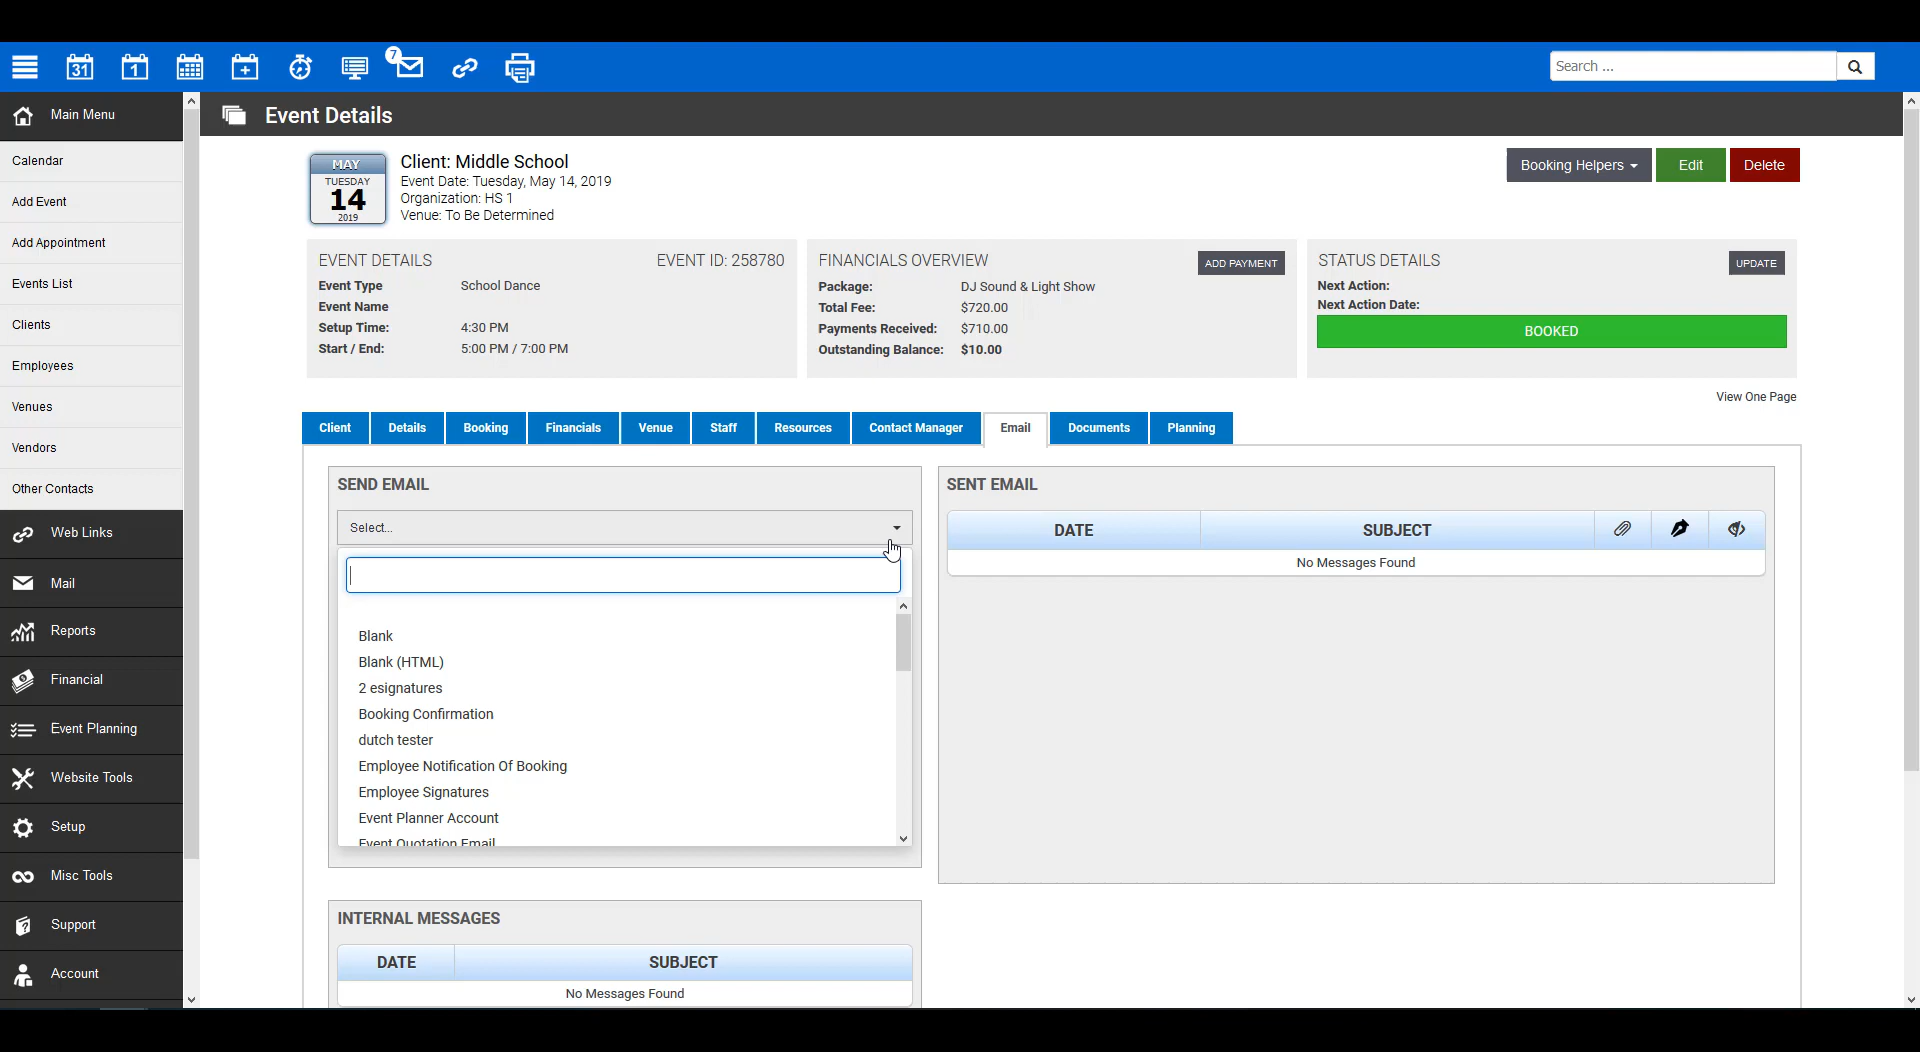 31
1
7
Search ...
Main Menu
Event Details
Calendar
Add Event
Add Appointment
Events List
Clients
Employees
Venues
Vendors
Other Contacts
Web Links
Mail
Reports
Financial
Event Planning
Website Tools
Setup
Misc Tools
Support
Account
MAY
TUESDAY
14
2019
Client: Middle School
Event Date: Tuesday, May 14, 2019
Organization: HS 1
Venue: To Be Determined
Booking Helpers
Edit
Delete
EVENT DETAILS EVENT ID: 258780
Event Type School Dance
Event Name
Setup Time: 4:30 PM
Start / End: 5:00 PM / 7:00 PM
FINANCIALS OVERVIEW ADD PAYMENT
Package: DJ Sound & Light Show
Total Fee: $720.00
Payments Received: $710.00
Outstanding Balance: $10.00
STATUS DETAILS UPDATE
Next Action:
Next Action Date:
BOOKED
View One Page
Client Details Booking Financials Venue Staff Resources Contact Manager Email Documents Planning
SEND EMAIL
Select...
Blank
Blank (HTML)
2 esignatures
Booking Confirmation
dutch tester
Employee Notification Of Booking
Employee Signatures
Event Planner Account
Event Quotation Email
SENT EMAIL
DATE SUBJECT
No Messages Found
INTERNAL MESSAGES
DATE SUBJECT
No Messages Found